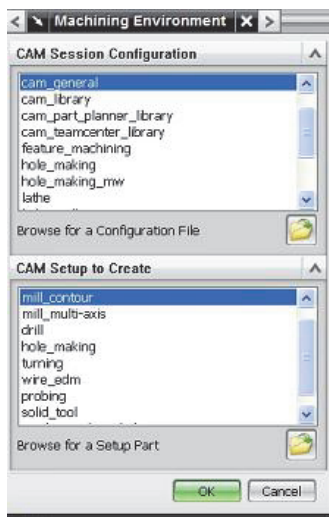 Machining Environment
CAM Session Configuration
cam_general
cam_library
cam_part_planner_library
cam_teamcenter_library
feature_machining
hole_making
hole_making_mw
lathe
Browse for a Configuration File
CAM Setup to Create
mill_contour
mill_multi-axis
drill
hole_making
turning
wire_edm
probing
solid_tool
Browse for a Setup Part
OK Cancel